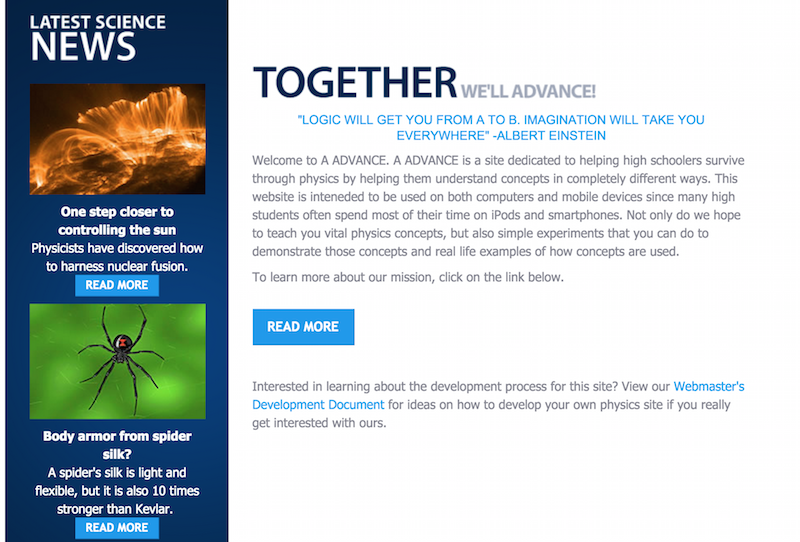 LATEST SCIENCE
NEWS
One step closer to
controlling the sun
Physicists have discovered how
to harness nuclear fusion.
READ MORE
Body armor from spider
silk?
A spider's silk is light and
flexible, but it is also 10 times
stronger than Kevlar.
READ MORE
TOGETHER WE'LL ADVANCE!
"LOGIC WILL GET YOU FROM A TO B. IMAGINATION WILL TAKE YOU
EVERYWHERE" -ALBERT EINSTEIN
Welcome to A ADVANCE. A ADVANCE is a site dedicated to helping high schoolers survive
through physics by helping them understand concepts in completely different ways. This
website is inteneded to be used on both computers and mobile devices since many high
students often spend most of their time on iPods and smartphones. Not only do we hope
to teach you vital physics concepts, but also simple experiments that you can do to
demonstrate those concepts and real life examples of how concepts are used.
To learn more about our mission, click on the link below.
READ MORE
Interested in learning about the development process for this site? View our Webmaster's
Development Document for ideas on how to develop your own physics site if you really
get interested with ours.